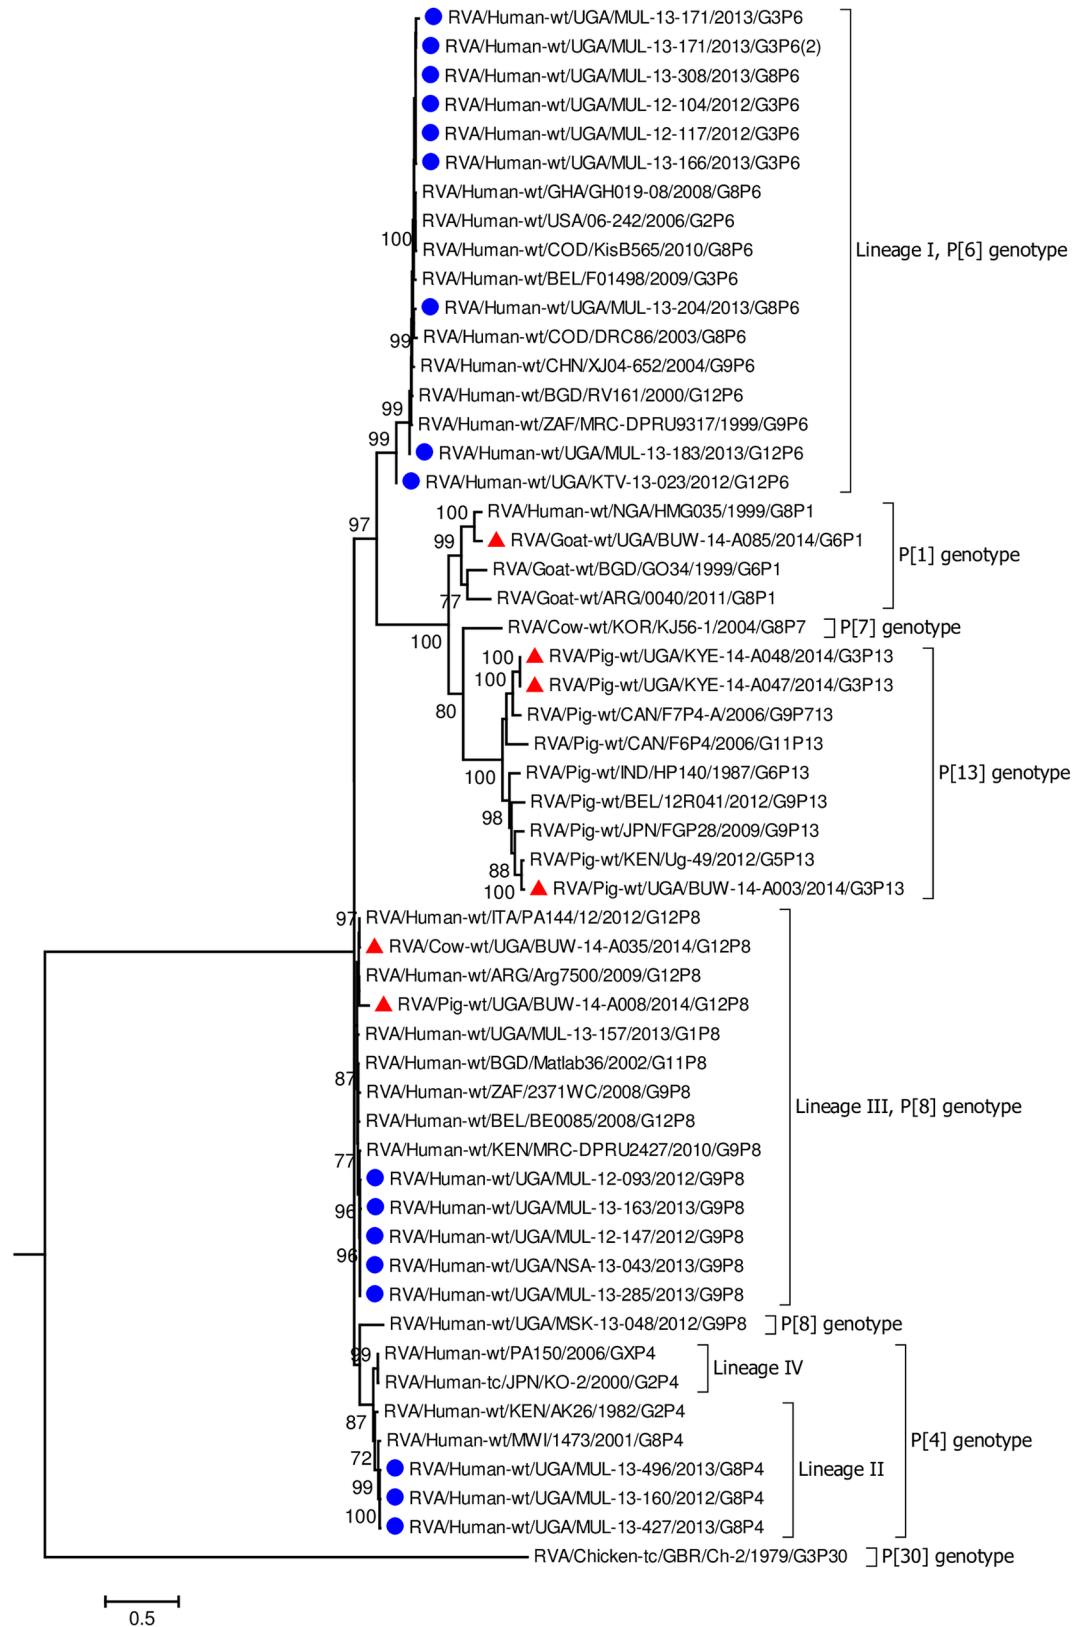 RVA/Human-wt/UGA/MUL-13-171/2013/G3P6
RVA/Human-wt/UGA/MUL-13-171/2013/G3P6(2)
RVA/Human-wt/UGA/MUL-13-308/2013/G8P6
RVA/Human-wt/UGA/MUL-12-104/2012/G3P6
RVA/Human-wt/UGA/MUL-12-117/2012/G3P6
RVA/Human-wt/UGA/MUL-13-166/2013/G3P6
RVA/Human-wt/GHA/GH019-08/2008/G8P6
RVA/Human-wt/USA/06-242/2006/G2P6
100
RVA/Human-wt/COD/KisB565/2010/G8P6
Lineage I, P[6] genotype
RVA/Human-wt/BEL/F01498/2009/G3P6
RVA/Human-wt/UGA/MUL-13-204/2013/G8P6
99
RVA/Human-wt/COD/DRC86/2003/G8P6
RVA/Human-wt/CHN/XJ04-652/2004/G9P6
RVA/Human-wt/BGD/RV161/2000/G12P6
99
RVA/Human-wt/ZAF/MRC-DPRU9317/1999/G9P6
99
RVA/Human-wt/UGA/MUL-13-183/2013/G12P6
RVA/Human-wt/UGA/KTV-13-023/2012/G12P6
100
RVA/Human-wt/NGA/HMG035/1999/G8P1
97
99
RVA/Goat-wt/UGA/BUW-14-A085/2014/G6P1
P[1] genotype
RVA/Goat-wt/BGD/GO34/1999/G6P1
77
RVA/Goat-wt/ARG/0040/2011/G8P1
100
RVA/Cow-wt/KOR/KJ56-1/2004/G8P7
P[7] genotype
100
RVA/Pig-wt/UGA/KYE-14-A048/2014/G3P13
100
RVA/Pig-wt/UGA/KYE-14-A047/2014/G3P13
80
RVA/Pig-wt/CAN/F7P4-A/2006/G9P713
RVA/Pig-wt/CAN/F6P4/2006/G11P13
100
RVA/Pig-wt/IND/HP140/1987/G6P13
P[13] genotype
RVA/Pig-wt/BEL/12R041/2012/G9P13
98
RVA/Pig-wt/JPN/FGP28/2009/G9P13
RVA/Pig-wt/KEN/Ug-49/2012/G5P13
88
100
RVA/Pig-wt/UGA/BUW-14-A003/2014/G3P13
97
RVA/Human-wt/ITA/PA144/12/2012/G12P8
RVA/Cow-wt/UGA/BUW-14-A035/2014/G12P8
RVA/Human-wt/ARG/Arg7500/2009/G12P8
RVA/Pig-wt/UGA/BUW-14-A008/2014/G12P8
RVA/Human-wt/UGA/MUL-13-157/2013/G1P8
RVA/Human-wt/BGD/Matlab36/2002/G11P8
87
RVA/Human-wt/ZAF/2371WC/2008/G9P8
Lineage III, P[8] genotype
RVA/Human-wt/BEL/BE0085/2008/G12P8
RVA/Human-wt/KEN/MRC-DPRU2427/2010/G9P8
77
RVA/Human-wt/UGA/MUL-12-093/2012/G9P8
96
RVA/Human-wt/UGA/MUL-13-163/2013/G9P8
RVA/Human-wt/UGA/MUL-12-147/2012/G9P8
96
RVA/Human-wt/UGA/NSA-13-043/2013/G9P8
RVA/Human-wt/UGA/MUL-13-285/2013/G9P8
RVA/Human-wt/UGA/MSK-13-048/2012/G9P8
P[8] genotype
99
RVA/Human-wt/PA150/2006/GXP4
Lineage IV
RVA/Human-tc/JPN/KO-2/2000/G2P4
RVA/Human-wt/KEN/AK26/1982/G2P4
87
RVA/Human-wt/MWI/1473/2001/G8P4
P[4] genotype
72
RVA/Human-wt/UGA/MUL-13-496/2013/G8P4
Lineage II
99
RVA/Human-wt/UGA/MUL-13-160/2012/G8P4
100
RVA/Human-wt/UGA/MUL-13-427/2013/G8P4
RVA/Chicken-tc/GBR/Ch-2/1979/G3P30
P[30] genotype
0.5